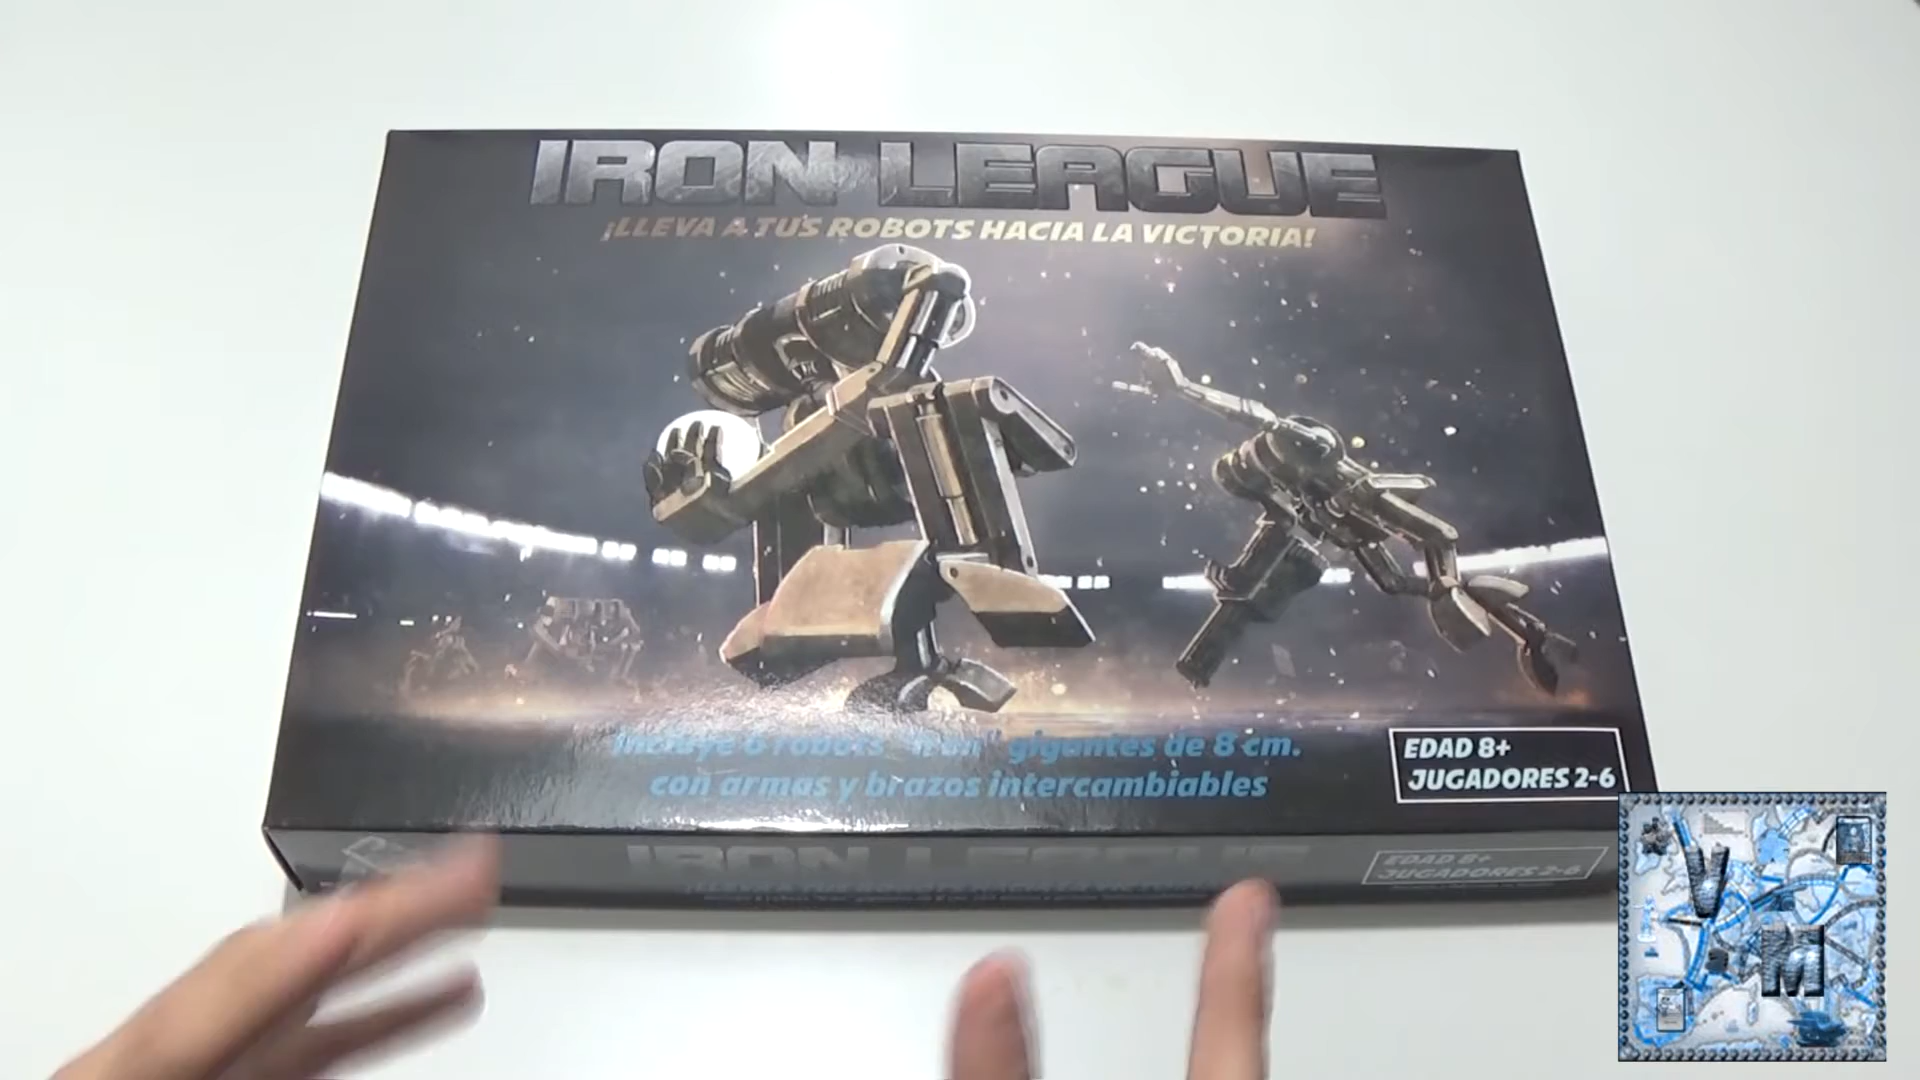 IRON LEAGUE
¡LLEVA A TUS ROBOTS HACIA LA VICTORIA!
Incluye 6 robots "Iron" gigantes de 8 cm.
con armas y brazos intercambiables
EDAD 8+
JUGADORES 2-6
IRON LEAGUE
EDAD 8+
JUGADORES 2-6
V
M